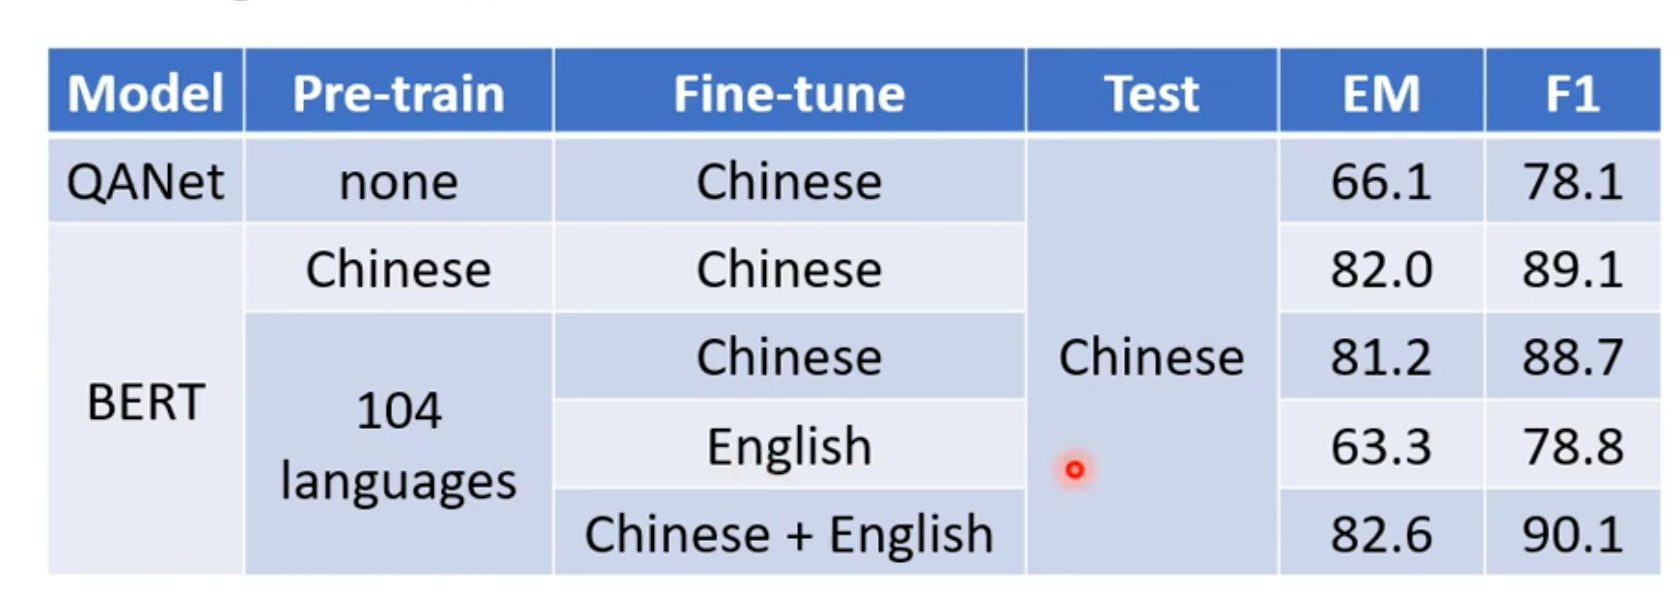 Model Pre-train Fine-tune Test EM F1
QANet none Chinese 66.1 78.1
Chinese Chinese 82.0 89.1
Chinese Chinese 81.2 88.7
BERT 104
languages
English 63.3 78.8
Chinese + English 82.6 90.1